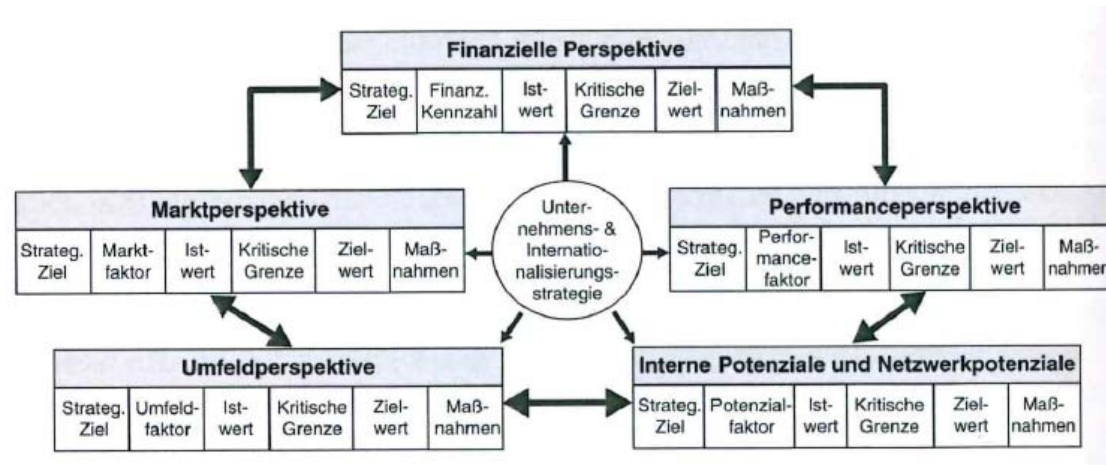 Finanzielle Perspektive
Strateg. Ziel
Finanz. Kennzahl
Ist-wert
Kritische Grenze
Ziel-wert
Maß-nahmen
Marktperspektive
Strateg. Ziel
Markt-faktor
Ist-wert
Kritische Grenze
Ziel-wert
Maß-nahmen
Unter-
nehmens- &
Internatio-
nalisierungs-
strategie
Performanceperspektive
Strateg. Ziel
Perfor-mance-faktor
Ist-wert
Kritische Grenze
Ziel-wert
Maß-nahmen
Umfeldperspektive
Strateg. Ziel
Umfeld-faktor
Ist-wert
Kritische Grenze
Ziel-wert
Maß-nahmen
Interne Potenziale und Netzwerkpotenziale
Strateg. Ziel
Potenzial-faktor
Ist-wert
Kritische Grenze
Ziel-wert
Maß-nahmen